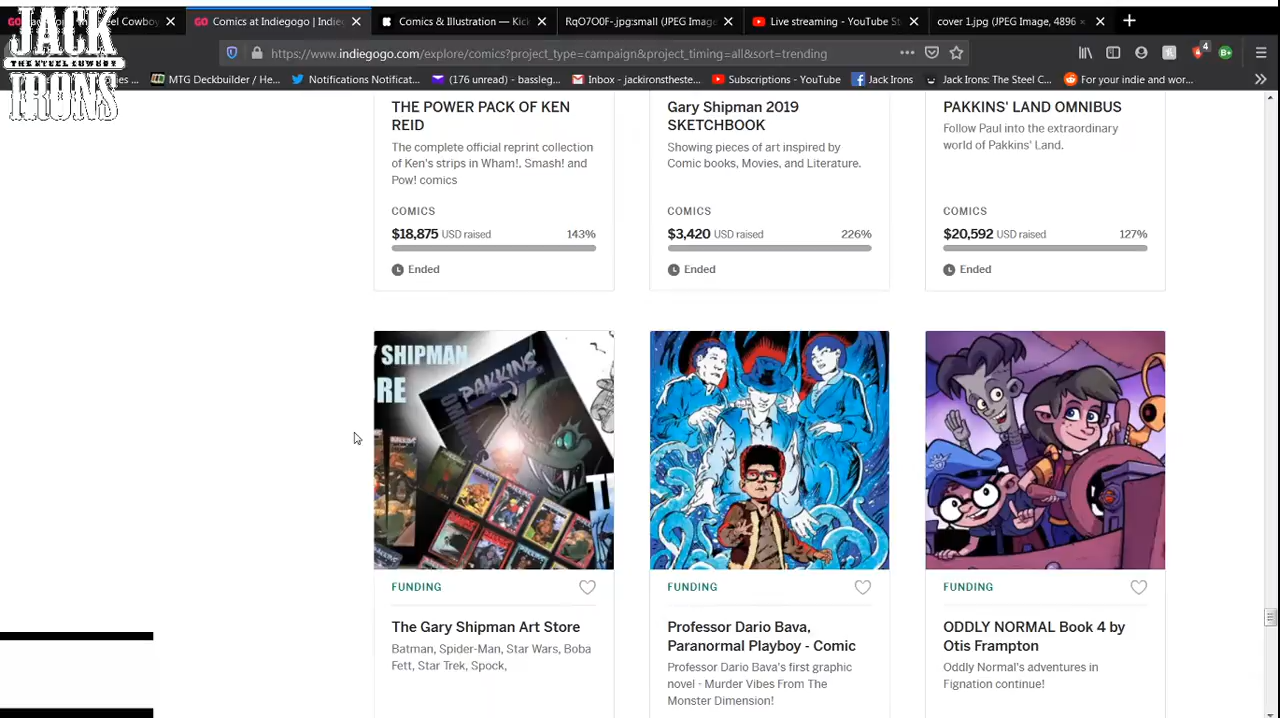 JACK
THE STEEL COWBOY
IRONS
eel Cowboy
Comics at Indiegogo | Indie
Comics & Illustration — Kick
RqO7O0F-.jpg:small (JPEG Imag
Live streaming - YouTube S
cover 1.jpg (JPEG Image, 4896
https://www.indiegogo.com/explore/comics?project_type=campaign&project_timing=all&sort=trending
4
MTG Deckbuilder / He...
Notifications Notificat...
(176 unread) - bassleg...
Inbox - jackironsthest...
Subscriptions - YouTube
Jack Irons
Jack Irons: The Steel C...
For your indie and wor...
THE POWER PACK OF KEN
REID
The complete official reprint collection
of Ken's strips in Wham!, Smash! and
Pow! comics
COMICS
$18,875 USD raised 143%
Ended
Gary Shipman 2019
SKETCHBOOK
Showing pieces of art inspired by
Comic books, Movies, and Literature.
COMICS
$3,420 USD raised 226%
Ended
PAKKINS' LAND OMNIBUS
Follow Paul into the extraordinary
world of Pakkins' Land.
COMICS
$20,592 USD raised 127%
Ended
Y SHIPMAN
ORE
PAKKINS
FUNDING
The Gary Shipman Art Store
Batman, Spider-Man, Star Wars, Boba
Fett, Star Trek, Spock,
FUNDING
Professor Dario Bava,
Paranormal Playboy - Comic
Professor Dario Bava's first graphic
novel - Murder Vibes From The
Monster Dimension!
FUNDING
ODDLY NORMAL Book 4 by
Otis Frampton
Oddly Normal's adventures in
Fignation continue!